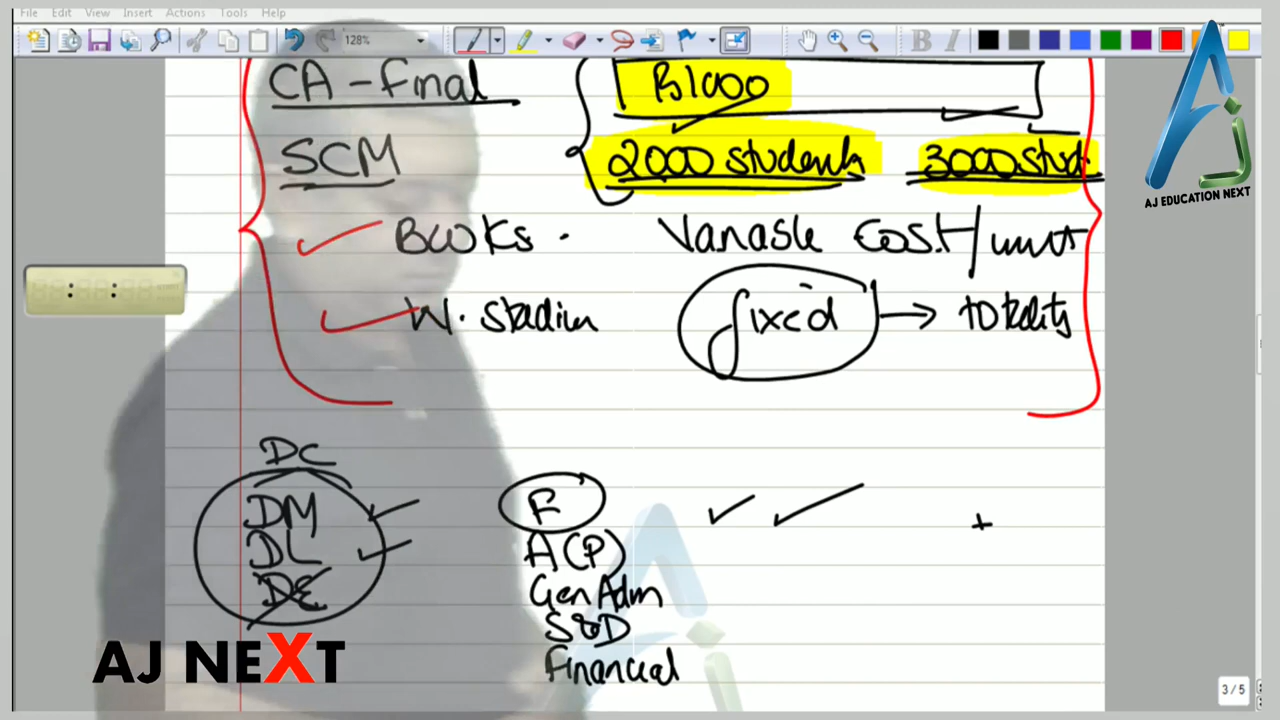 File Edit View Insert Actions Tools Help
128%
B I
CA - Final B1000
SCM 2000 students 3000 stud
Books . Variable Cost/unit
W. Stadium fixed → totality
AJ EDUCATION NEXT
DC
DM F
DL A(P)
DE Gen Adm
S&D
Financial
AJ NEXT
3 / 5